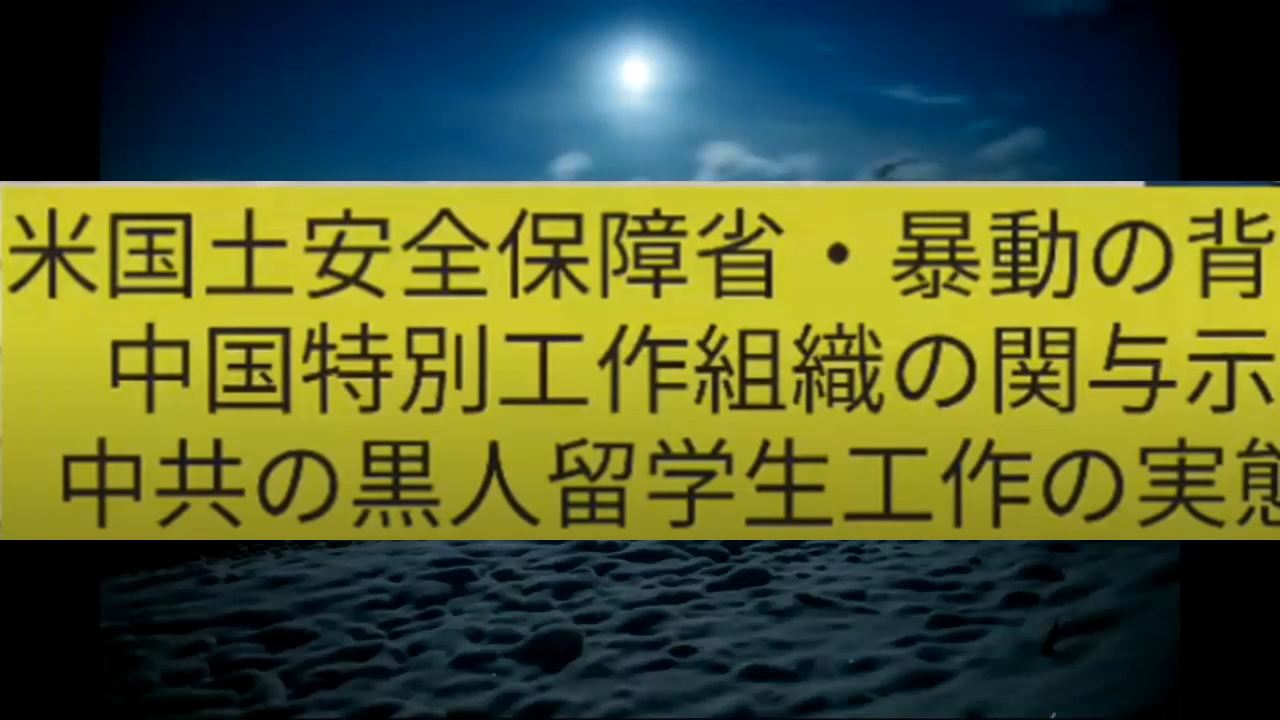 米国土安全保障省・暴動の背
中国特別工作組織の関与示
中共の黒人留学生工作の実態